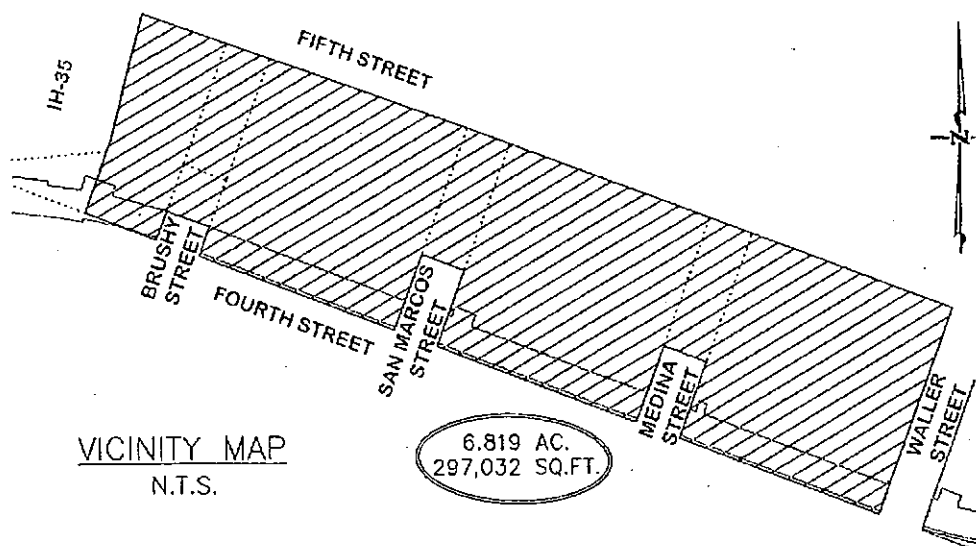 FIFTH STREET
IH-35
N
BRUSHY
STREET
FOURTH STREET
SAN MARCOS
STREET
MEDINA
STREET
WALLER
STREET
VICINITY MAP
N.T.S.
6.819 AC.
297,032 SQ.FT.